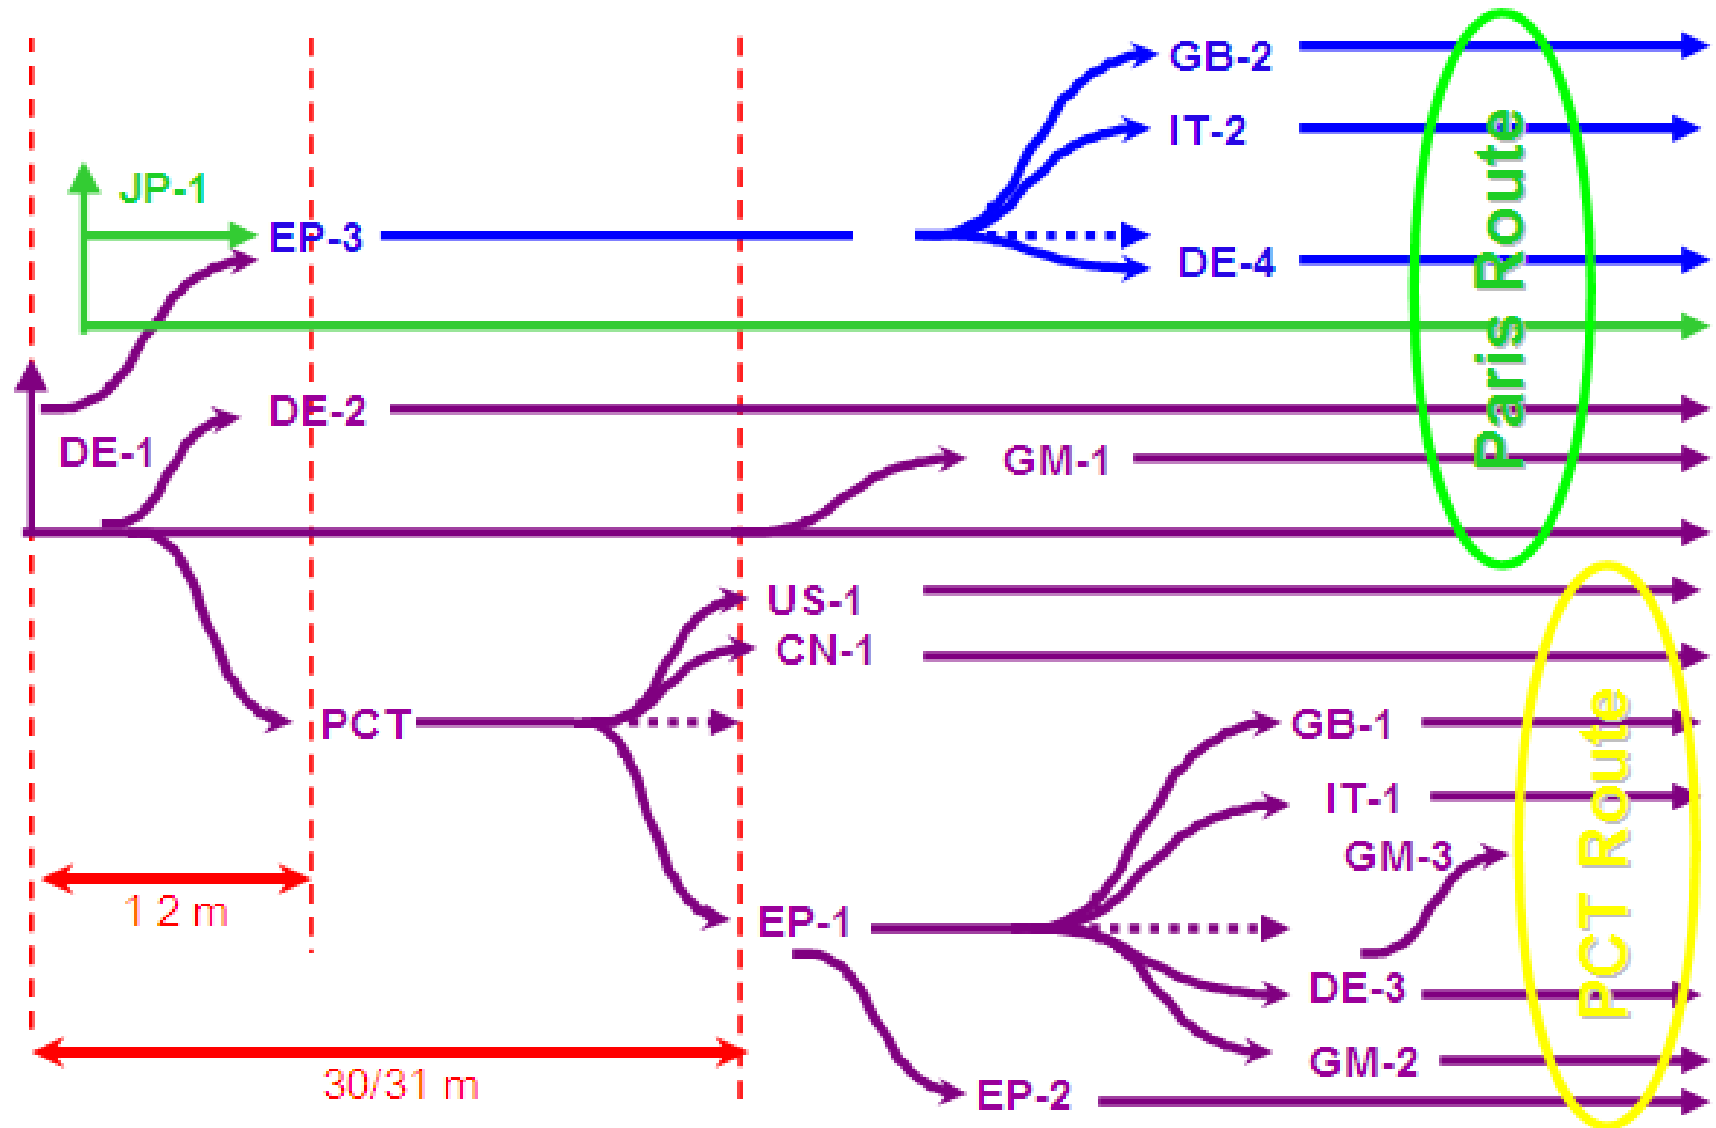 GB-2
IT-2
JP-1
EP-3
DE-4
Paris Route
DE-2
DE-1
GM-1
US-1
CN-1
PCT
GB-1
IT-1
GM-3
PCT Route
12 m
EP-1
DE-3
GM-2
30/31 m
EP-2